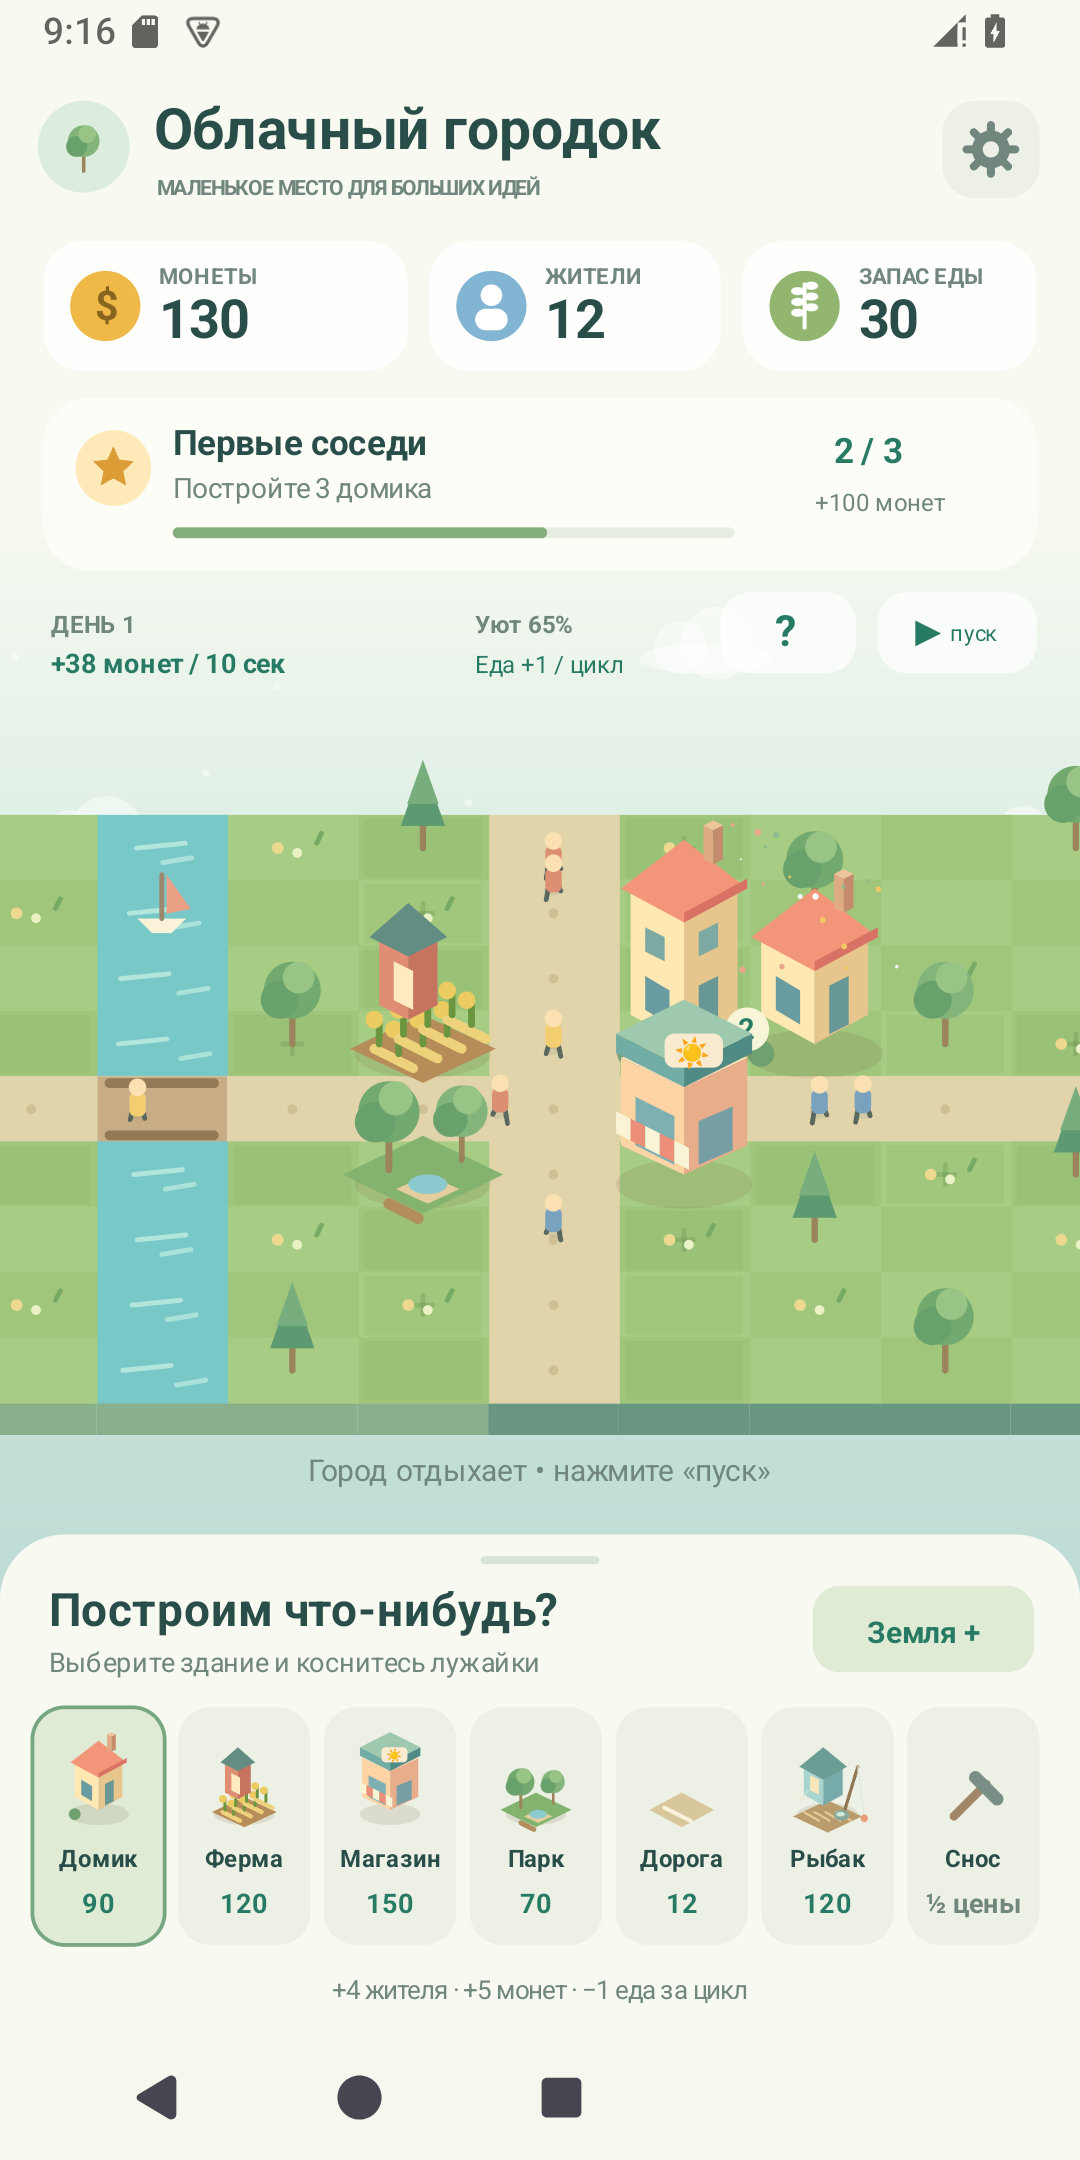 9:16
Облачный городок
МАЛЕНЬКОЕ МЕСТО ДЛЯ БОЛЬШИХ ИДЕЙ
МОНЕТЫ
130
ЖИТЕЛИ
12
ЗАПАС ЕДЫ
30
Первые соседи
Постройте 3 домика
2 / 3
+100 монет
ДЕНЬ 1
+38 монет / 10 сек
Уют 65%
Еда +1 / цикл
?
пуск
2
Город отдыхает • нажмите «пуск»
Построим что-нибудь?
Выберите здание и коснитесь лужайки
Земля +
Домик
90
Ферма
120
Магазин
150
Парк
70
Дорога
12
Рыбак
120
Снос
½ цены
+4 жителя · +5 монет · −1 еда за цикл